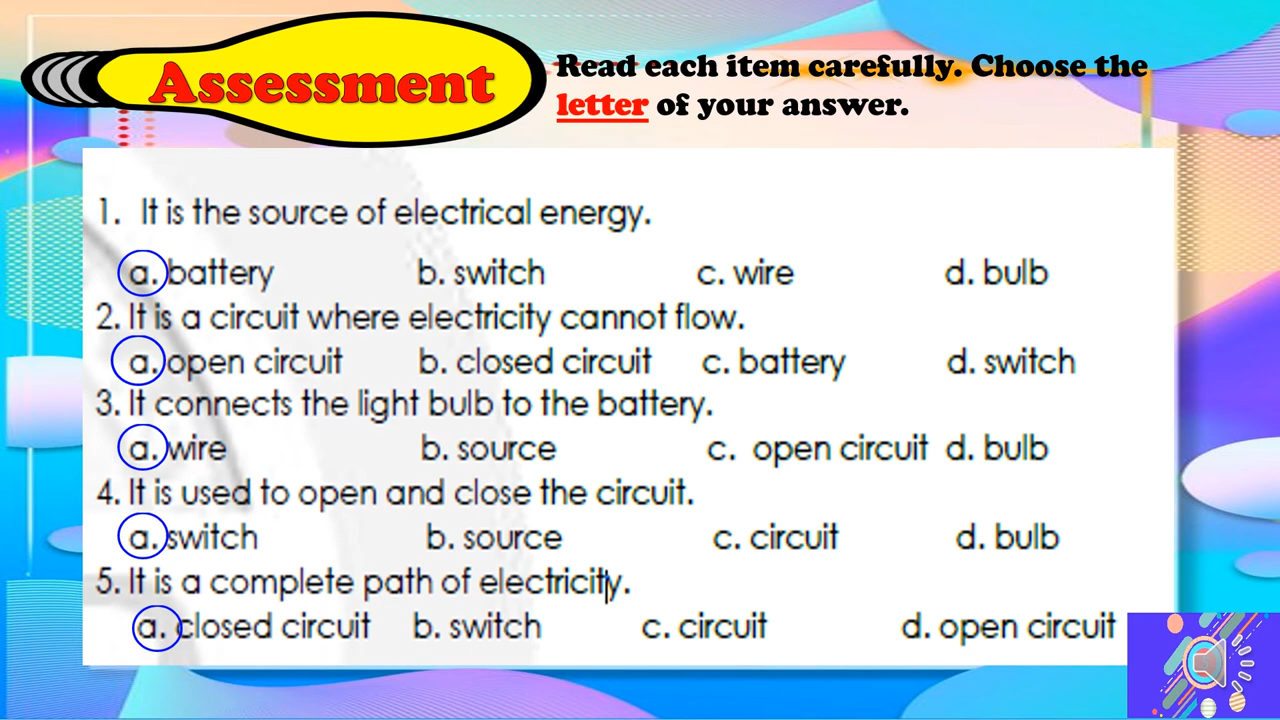 Assessment
Read each item carefully. Choose the
letter of your answer.
1. It is the source of electrical energy.
a. battery b. switch c. wire d. bulb
2. It is a circuit where electricity cannot flow.
a. open circuit b. closed circuit c. battery d. switch
3. It connects the light bulb to the battery.
a. wire b. source c. open circuit d. bulb
4. It is used to open and close the circuit.
a. switch b. source c. circuit d. bulb
5. It is a complete path of electricity.
a. closed circuit b. switch c. circuit d. open circuit